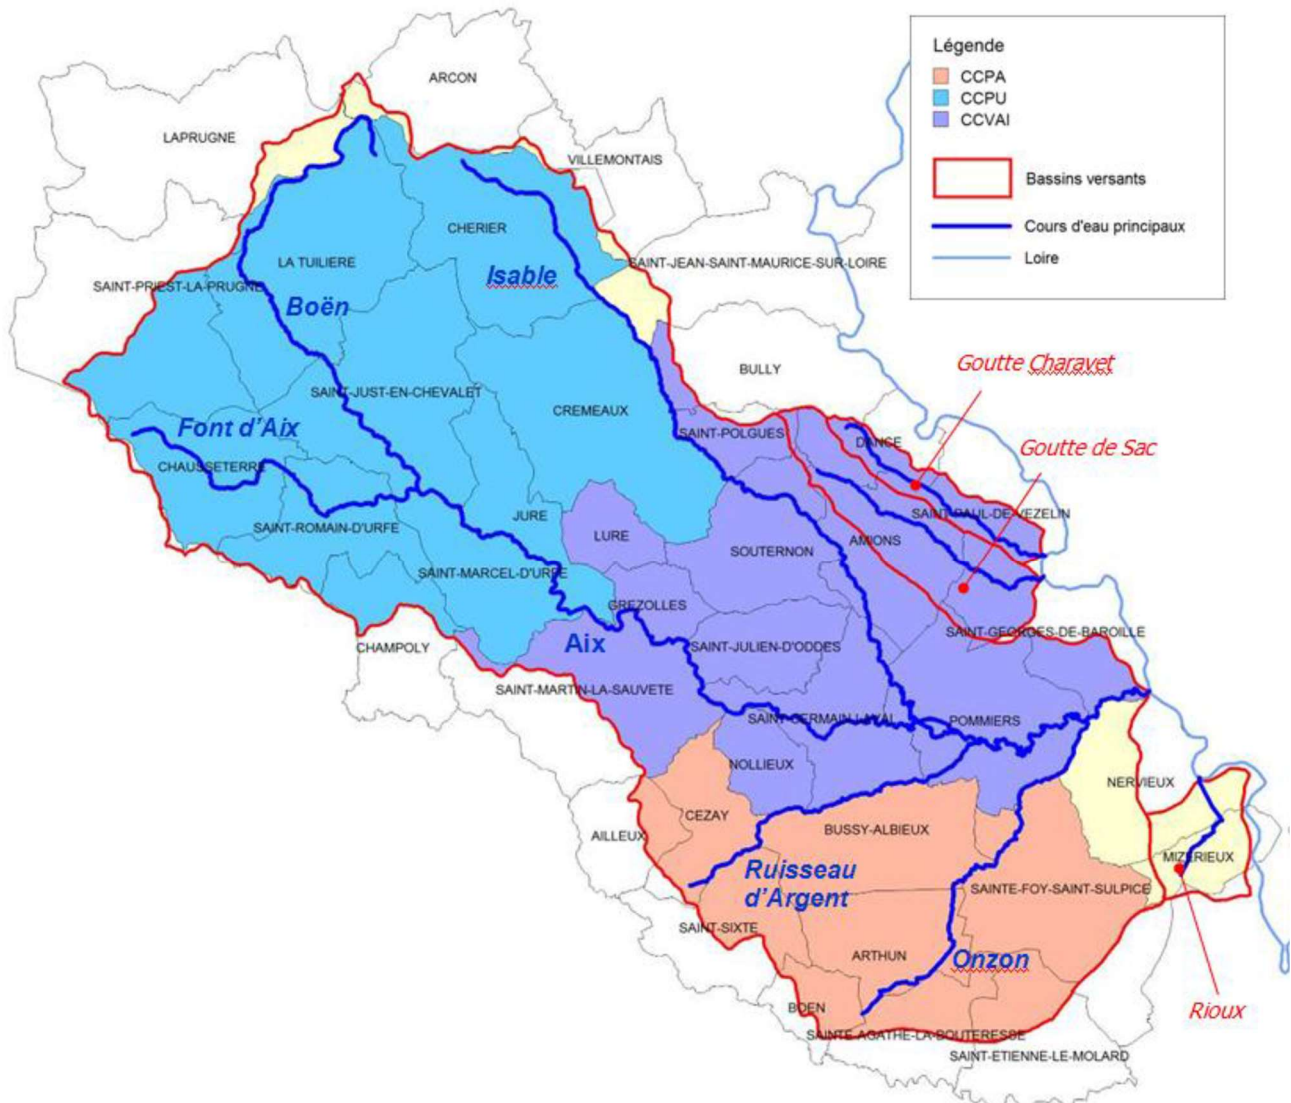 Légende
CCPA
CCPU
CCVAI
Bassins versants
Cours d'eau principaux
Loire
ARCON
LAPRUGNE
VILLEMONTAIS
CHERIER
LA TUILIERE
Isable
SAINT-JEAN-SAINT-MAURICE-SUR-LOIRE
SAINT-PRIEST-LA-PRUGNE
Boën
BULLY
Goutte Charavet
SAINT-JUST-EN-CHEVALET
CREMEAUX
Font d'Aix
SAINT-POLGUES
DANCE
Goutte de Sac
CHAUSSETERRE
SAINT-ROMAIN-D'URFE
JURE
LURE
SOUTERNON
AMIONS
SAINT-PAUL-DE-VEZELIN
SAINT-MARCEL-D'URFE
GREZOLLES
SAINT-GEORGES-DE-BAROILLE
CHAMPOLY
Aix
SAINT-JULIEN-D'ODDES
SAINT-MARTIN-LA-SAUVETE
SAINT-GERMAIN-LAVAL
POMMIERS
NOLLIEUX
NERVIEUX
CEZAY
AILLEUX
BUSSY-ALBIEUX
MIZERIEUX
Ruisseau
d'Argent
SAINTE-FOY-SAINT-SULPICE
SAINT-SIXTE
ARTHUN
Onzon
BOEN
Rioux
SAINTE-AGATHE-LA-BOUTERESSE
SAINT-ETIENNE-LE-MOLARD